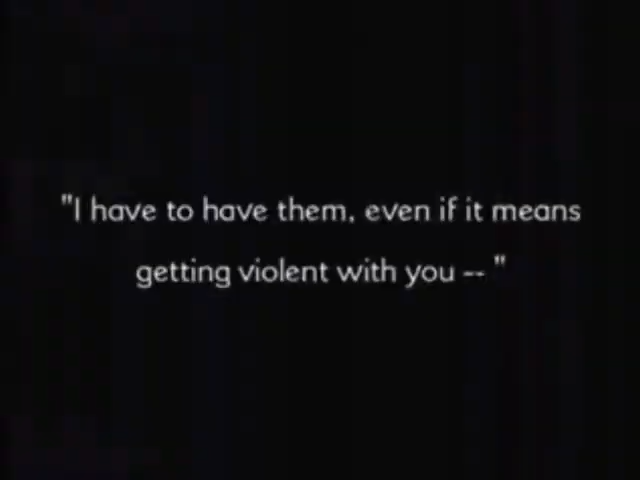 "I have to have them, even if it means
getting violent with you -- "